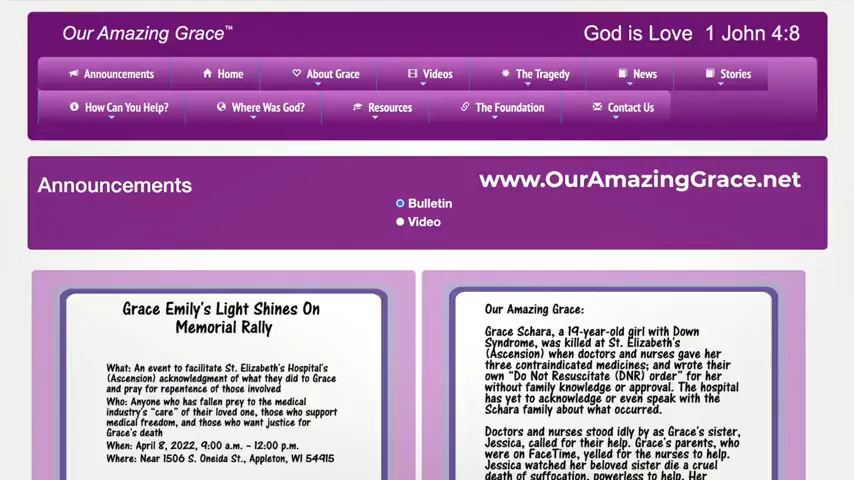 Our Amazing Grace™
God is Love 1 John 4:8
Announcements Home About Grace Videos The Tragedy News Stories
How Can You Help? Where Was God? Resources The Foundation Contact Us
Announcements
www.OurAmazingGrace.net
Bulletin
Video
Grace Emily's Light Shines On
Memorial Rally
What: An event to facilitate St. Elizabeth's Hospital's
(Ascension) acknowledgment of what they did to Grace
and pray for repentence of those involved
Who: Anyone who has fallen prey to the medical
industry's "care" of their loved one, those who support
medical freedom, and those who want justice for
Grace's death
When: April 8, 2022, 9:00 a.m. - 12:00 p.m.
Where: Near 1506 S. Oneida St., Appleton, WI 54915
Our Amazing Grace:
Grace Schara, a 19-year-old girl with Down
Syndrome, was killed at St. Elizabeth's
(Ascension) when doctors and nurses gave her
three contraindicated medicines; and wrote their
own "Do Not Resuscitate (DNR) order" for her
without family knowledge or approval. The hospital
has yet to acknowledge or even speak with the
Schara family about what occurred.
Doctors and nurses stood idly by as Grace's sister,
Jessica, called for their help. Grace's parents, who
were on FaceTime, yelled for the nurses to help.
Jessica watched her beloved sister die a cruel
death of suffocation, powerless to help. Her